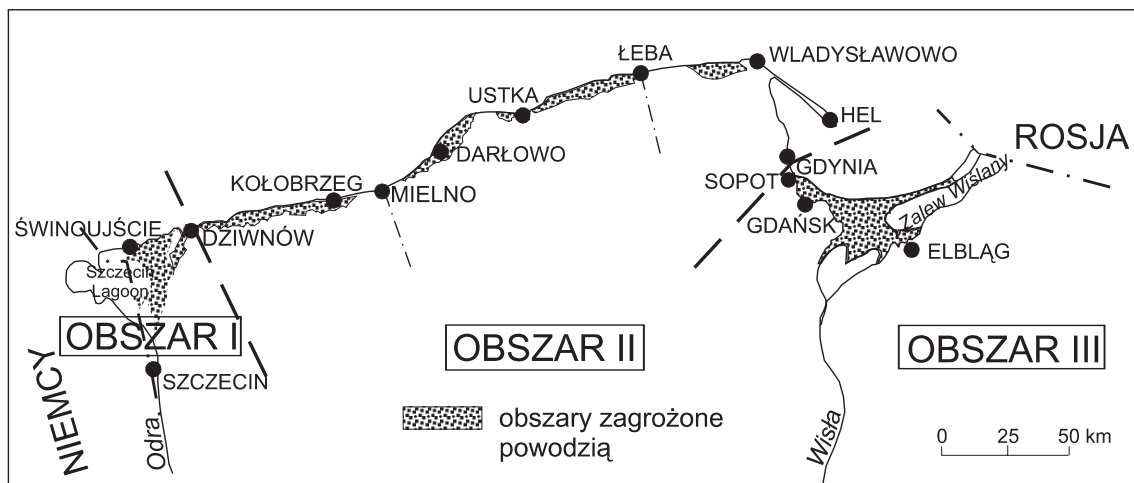 ŁEBA
WLADYSŁAWOWO
USTKA
HEL
ROSJA
DARŁOWO
GDYNIA
KOŁOBRZEG
MIELNO
SOPOT
Zalew Wiślany
ŚWINOUJŚCIE
DZIWNÓW
GDAŃSK
ELBLĄG
Szczecin
Lagoon
OBSZAR I
OBSZAR II
OBSZAR III
NIEMCY
SZCZECIN
Odra
Wisła
obszary zagrożone
powodzią
0 25 50 km